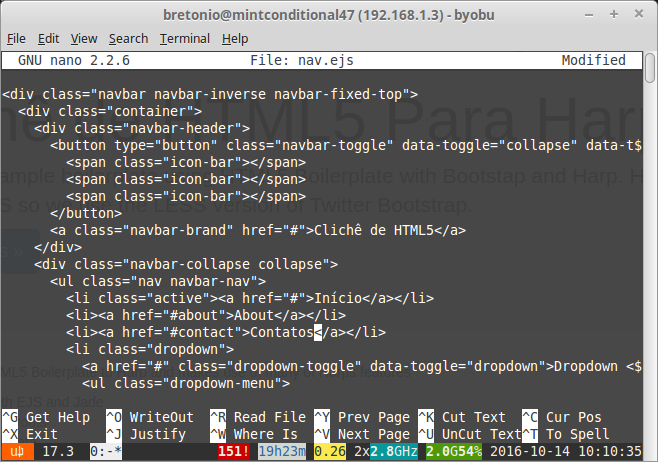 bretonio@mintconditional47 (192.168.1.3) - byobu
File Edit View Search Terminal Help
GNU nano 2.2.6 File: nav.ejs Modified
<div class="navbar navbar-inverse navbar-fixed-top">
<div class="container">
<div class="navbar-header">
<button type="button" class="navbar-toggle" data-toggle="collapse" data-t$
<span class="icon-bar"></span>
<span class="icon-bar"></span>
<span class="icon-bar"></span>
</button>
<a class="navbar-brand" href="#">Clichê de HTML5</a>
</div>
<div class="navbar-collapse collapse">
<ul class="nav navbar-nav">
<li class="active"><a href="#">Início</a></li>
<li><a href="#about">About</a></li>
<li><a href="#contact">Contatos</a></li>
<li class="dropdown">
<a href="#" class="dropdown-toggle" data-toggle="dropdown">Dropdown <$
<ul class="dropdown-menu">
^G Get Help ^O WriteOut ^R Read File ^Y Prev Page ^K Cut Text ^C Cur Pos
^X Exit ^J Justify ^W Where Is ^V Next Page ^U UnCut Text^T To Spell
up 17.3 0:-* 151! 19h23m 0.26 2x2.8GHz 2.0G54% 2016-10-14 10:10:35